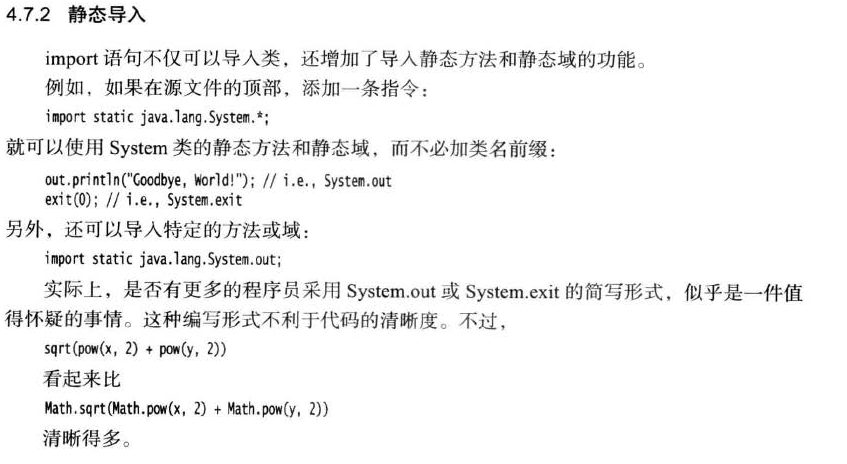 4.7.2 静态导入
import 语句不仅可以导入类，还增加了导入静态方法和静态域的功能。
例如，如果在源文件的顶部，添加一条指令：
import static java.lang.System.*;
就可以使用 System 类的静态方法和静态域，而不必加类名前缀：
out.println("Goodbye, World!"); // i.e., System.out
exit(0); // i.e., System.exit
另外，还可以导入特定的方法或域：
import static java.lang.System.out;
实际上，是否有更多的程序员采用 System.out 或 System.exit 的简写形式，似乎是一件值
得怀疑的事情。这种编写形式不利于代码的清晰度。不过，
sqrt(pow(x, 2) + pow(y, 2))
看起来比
Math.sqrt(Math.pow(x, 2) + Math.pow(y, 2))
清晰得多。